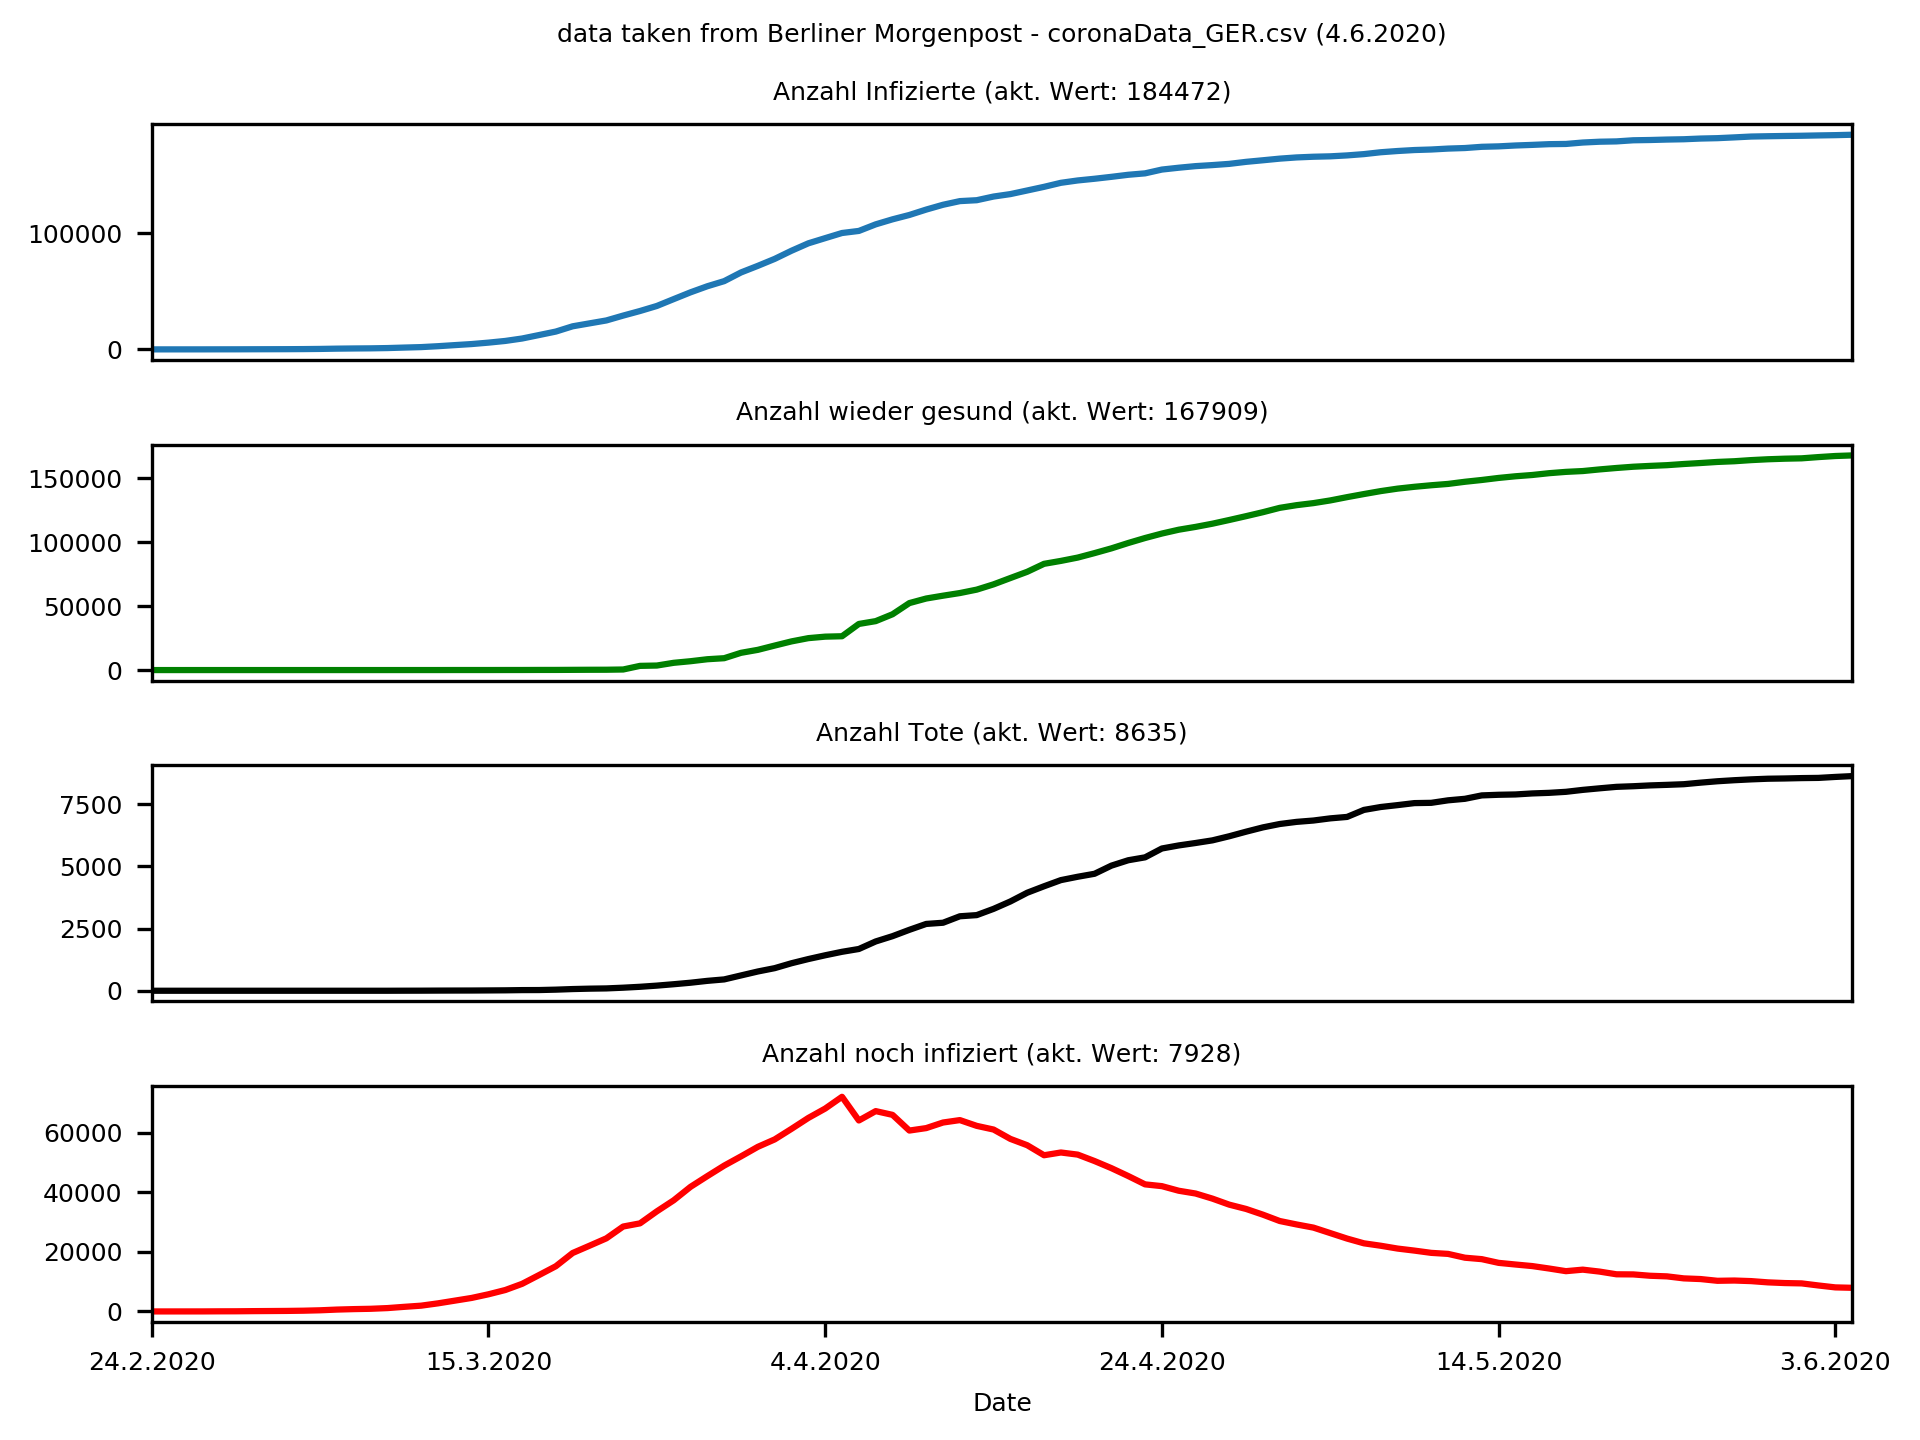 data taken from Berliner Morgenpost - coronaData_GER.csv (4.6.2020)
Anzahl Infizierte (akt. Wert: 184472)
100000
0
Anzahl wieder gesund (akt. Wert: 167909)
150000
100000
50000
0
Anzahl Tote (akt. Wert: 8635)
7500
5000
2500
0
Anzahl noch infiziert (akt. Wert: 7928)
60000
40000
20000
0
24.2.2020 15.3.2020 4.4.2020 24.4.2020 14.5.2020 3.6.2020
Date